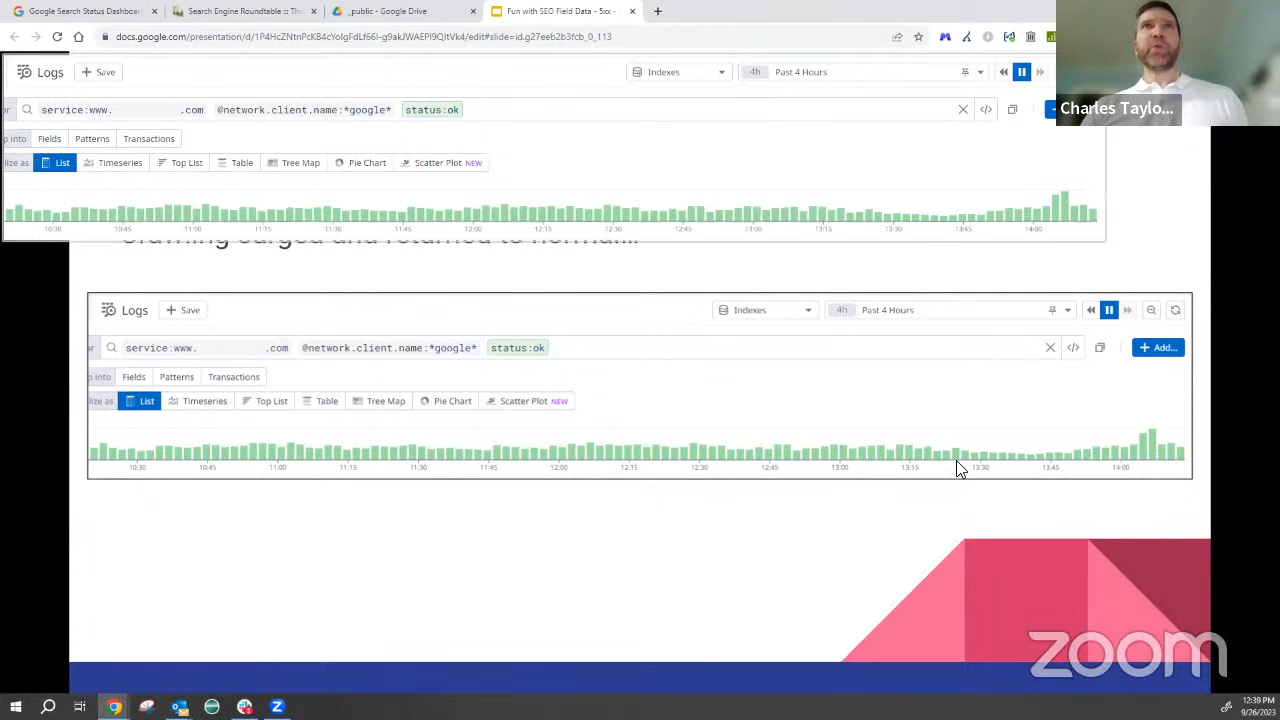 Google Search Status Dashboard
Search Engine Roundtable :: The
_public - Google Drive
Fun with SEO Field Data - 5xx -
docs.google.com/presentation/d/1P4HcZNtnPcKB4cYolgFdLf66I-g9akJWAEPI9QJtVk4/edit#slide=id.g27eeb2b3fcb_0_113
Charles Taylo...
Logs
Save
Indexes
4h Past 4 Hours
service:www. .com @network.client.name:*google* status:ok
Fields Patterns Transactions
List Timeseries Top List Table Tree Map Pie Chart Scatter Plot NEW
10:30 10:45 11:00 11:15 11:30 11:45 12:00 12:15 12:30 12:45 13:00 13:15 13:30 13:45 14:00
Crawling surged and returned to normal...
Logs
Save
Indexes
4h Past 4 Hours
service:www. .com @network.client.name:*google* status:ok
Add...
Fields Patterns Transactions
List Timeseries Top List Table Tree Map Pie Chart Scatter Plot NEW
10:30 10:45 11:00 11:15 11:30 11:45 12:00 12:15 12:30 12:45 13:00 13:15 13:30 13:45 14:00
zoom
12:39 PM
9/26/2023